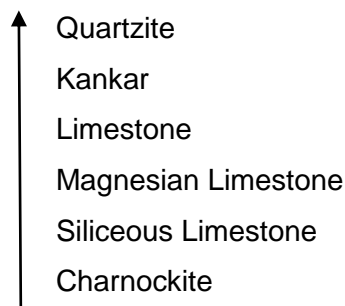 Quartzite
Kankar
Limestone
Magnesian Limestone
Siliceous Limestone
Charnockite